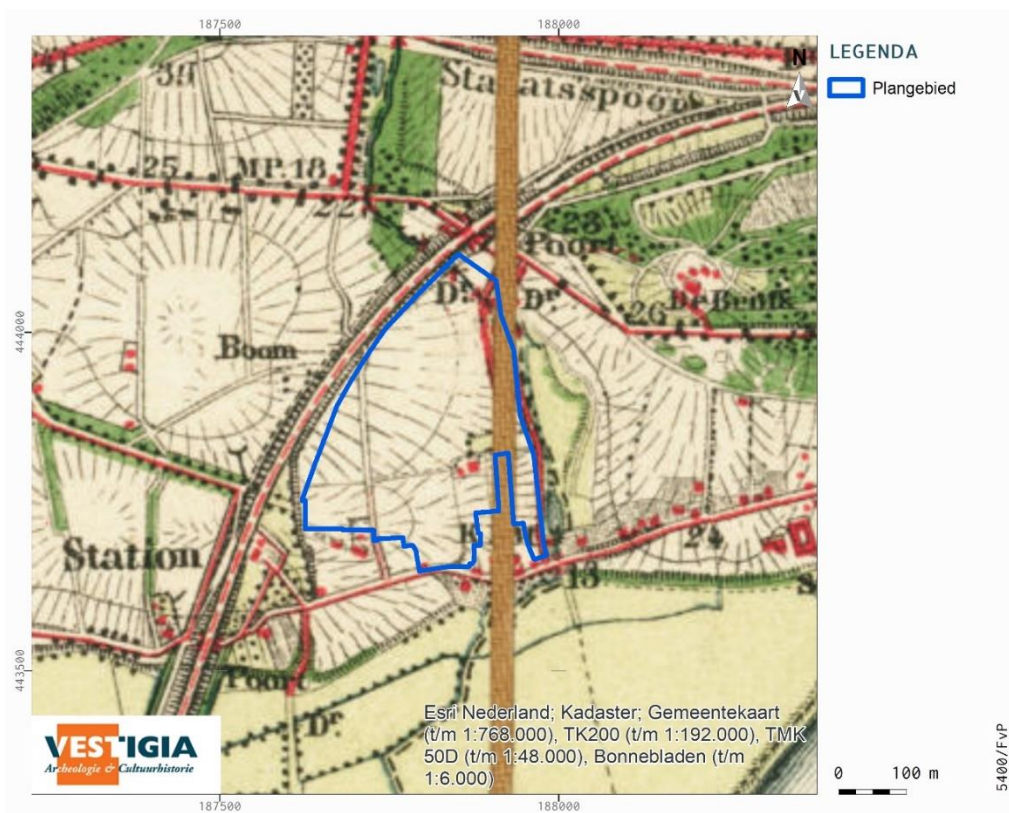 187500
188000
LEGENDA
Plangebied
N
39
Staatsspoor
25
MP.18
22
23
Poort
Dr.
Dr.
De Benik
26
444000
Boom
Station
24
13
443500
Poort
Dr.
VESTIGIA
Archeologie & Cultuurhistorie
Esri Nederland; Kadaster; Gemeentekaart
(t/m 1:768.000), TK200 (t/m 1:192.000), TMK
50D (t/m 1:48.000), Bonnebladen (t/m
1:6.000)
0
100 m
5400/FvP
187500
188000